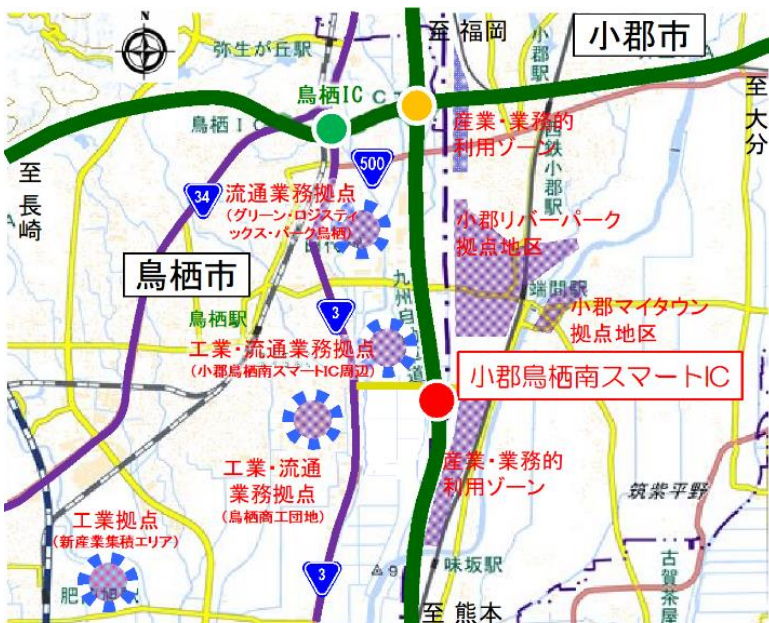 N
至 福岡
小郡市
弥生が丘駅
小郡駅
至 大分
鳥栖IC
鳥栖IC
産業・業務的
利用ゾーン
西鉄小郡駅
500
至 長崎
34
流通業務拠点
(グリーン・ロジスティ
ックス・パーク鳥栖)
小郡リバーパーク
拠点地区
鳥栖市
端間駅
小郡マイタウン
拠点地区
3
鳥栖駅
工業・流通業務拠点
(小郡鳥栖南スマートIC周辺)
小郡鳥栖南スマートIC
工業・流通
業務拠点
(鳥栖商工団地)
産業・業務的
利用ゾーン
筑紫平野
工業拠点
(新産業集積エリア)
3
味坂駅
古賀茶屋
至 熊本